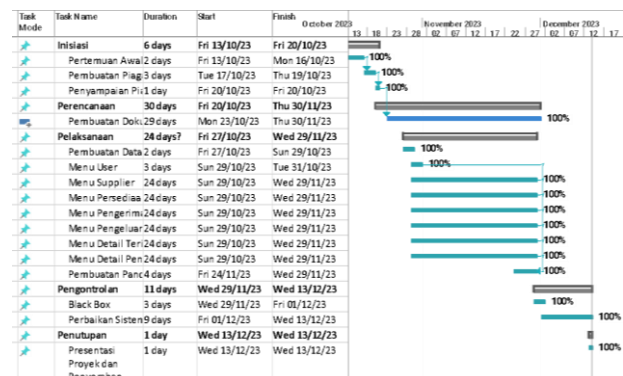 Task Mode Task Name Duration Start Finish October 2023 November 2023 December 2023
13 18 23 28 02 07 12 17 22 27 02 07 12 17
Inisiasi 6 days Fri 13/10/23 Fri 20/10/23
Pertemuan Awal 2 days Fri 13/10/23 Mon 16/10/23 100%
Pembuatan Piag 3 days Tue 17/10/23 Thu 19/10/23 100%
Penyampaian 1 day Fri 20/10/23 Fri 20/10/23 100%
Perencanaan 30 days Fri 20/10/23 Thu 30/11/23
Pembuatan Doku 29 days Mon 23/10/23 Thu 30/11/23 100%
Pelaksanaan 24 days? Fri 27/10/23 Wed 29/11/23
Pembuatan Data 2 days Fri 27/10/23 Sun 29/10/23 100%
Menu User 3 days Sun 29/10/23 Tue 31/10/23 100%
Menu Supplier 24 days Sun 29/10/23 Wed 29/11/23 100%
Menu Persediaa 24 days Sun 29/10/23 Wed 29/11/23 100%
Menu Pengerim 24 days Sun 29/10/23 Wed 29/11/23 100%
Menu Pengeluar 24 days Sun 29/10/23 Wed 29/11/23 100%
Menu Detail Teri 24 days Sun 29/10/23 Wed 29/11/23 100%
Menu Detail Pen 24 days Sun 29/10/23 Wed 29/11/23 100%
Pembuatan Pand 4 days Fri 24/11/23 Wed 29/11/23 100%
Pengontrolan 11 days Wed 29/11/23 Wed 13/12/23
Black Box 3 days Wed 29/11/23 Fri 01/12/23 100%
Perbaikan Sistem 9 days Fri 01/12/23 Wed 13/12/23 100%
Penutupan 1 day Wed 13/12/23 Wed 13/12/23
Presentasi 1 day Wed 13/12/23 Wed 13/12/23 100%
Proyek dan